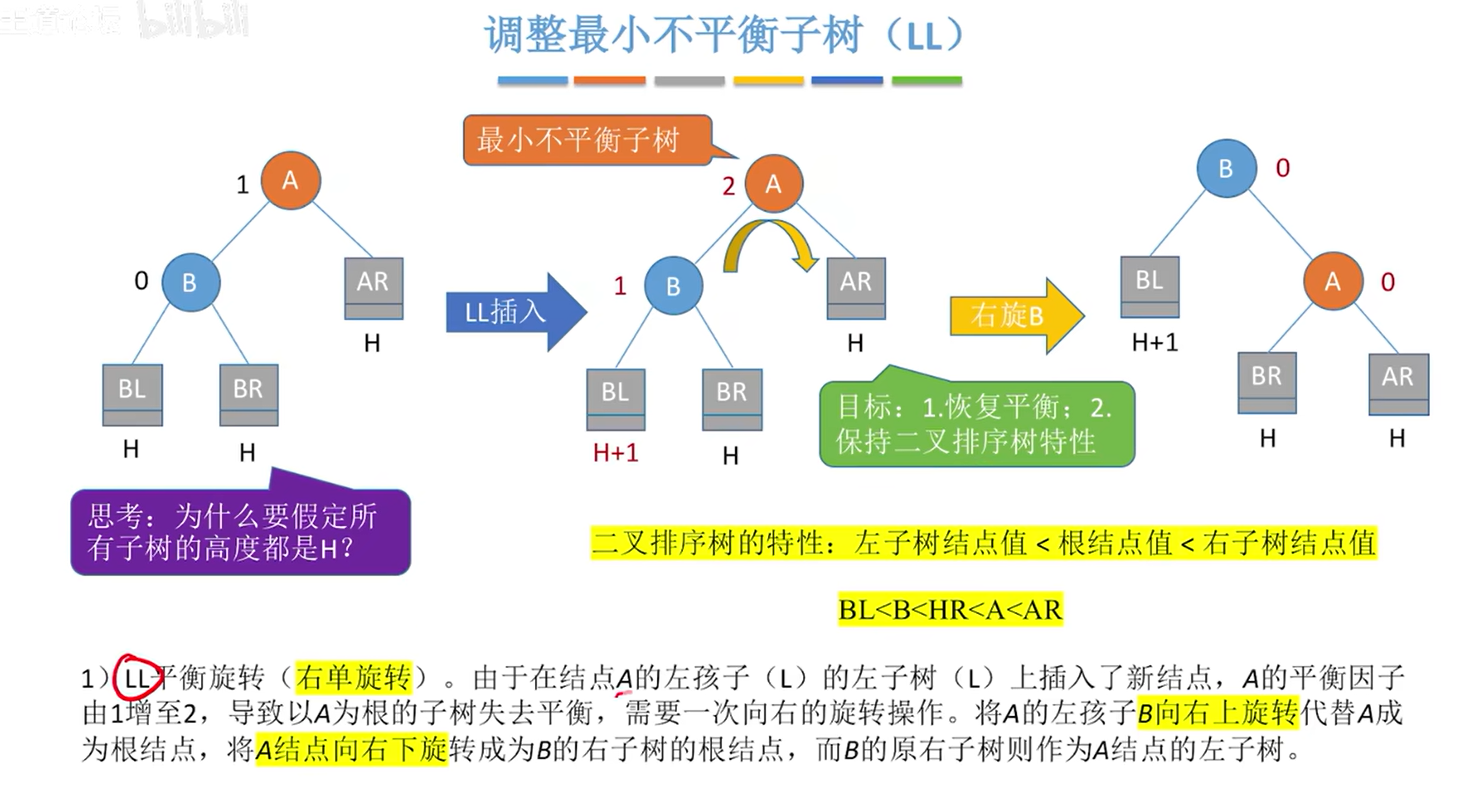 bilibili
调整最小不平衡子树（LL）
最小不平衡子树
1
A
0
B
AR
H
BL
BR
H
H
LL插入
2
A
1
B
AR
H
BL
BR
H+1
H
右旋B
B
0
BL
H+1
A
0
BR
AR
H
H
目标：1.恢复平衡；2.
保持二叉排序树特性
思考：为什么要假定所
有子树的高度都是H？
二叉排序树的特性：左子树结点值 < 根结点值 < 右子树结点值
BL<B<HR<A<AR
1）LL平衡旋转（右单旋转）。由于在结点A的左孩子（L）的左子树（L）上插入了新结点，A的平衡因子
由1增至2，导致以A为根的子树失去平衡，需要一次向右的旋转操作。将A的左孩子B向右上旋转代替A成
为根结点，将A结点向右下旋转成为B的右子树的根结点，而B的原右子树则作为A结点的左子树。